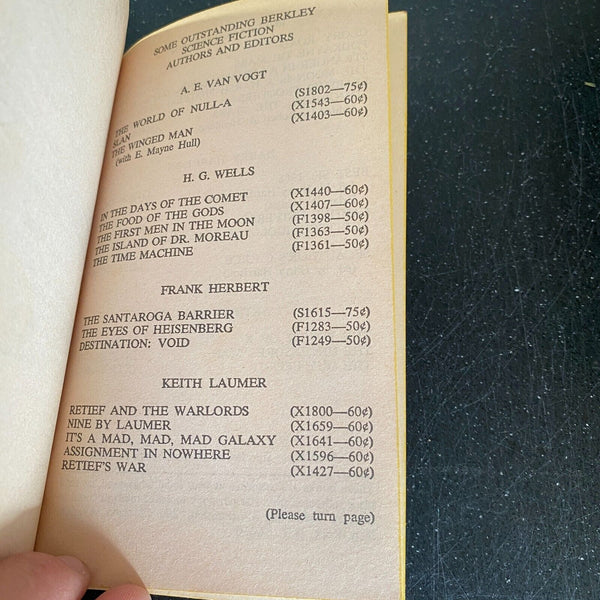 SOME OUTSTANDING BERKLEY
SCIENCE FICTION
AUTHORS AND EDITORS
A. E. VAN VOGT
THE WORLD OF NULL-A (S1802—75¢)
SLAN (X1543—60¢)
THE WINGED MAN (X1403—60¢)
(with E. Mayne Hull)
H. G. WELLS
IN THE DAYS OF THE COMET (X1440—60¢)
THE FOOD OF THE GODS (X1407—60¢)
THE FIRST MEN IN THE MOON (F1398—50¢)
THE ISLAND OF DR. MOREAU (F1363—50¢)
THE TIME MACHINE (F1361—50¢)
FRANK HERBERT
THE SANTAROGA BARRIER (S1615—75¢)
THE EYES OF HEISENBERG (F1283—50¢)
DESTINATION: VOID (F1249—50¢)
KEITH LAUMER
RETIEF AND THE WARLORDS (X1800—60¢)
NINE BY LAUMER (X1659—60¢)
IT'S A MAD, MAD, MAD GALAXY (X1641—60¢)
ASSIGNMENT IN NOWHERE (X1596—60¢)
RETIEF'S WAR (X1427—60¢)
(Please turn page)